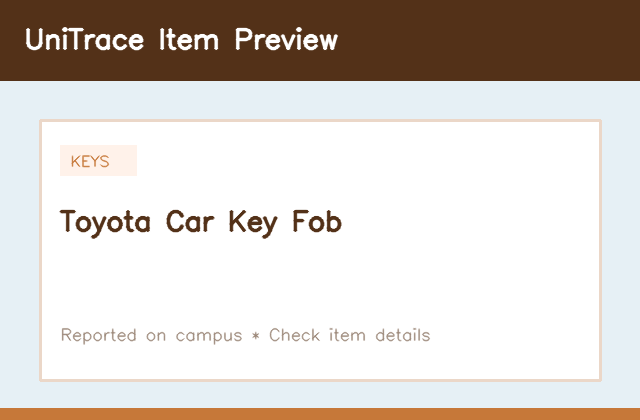 UniTrace Item Preview
KEYS
Toyota Car Key Fob
Reported on campus * Check item details